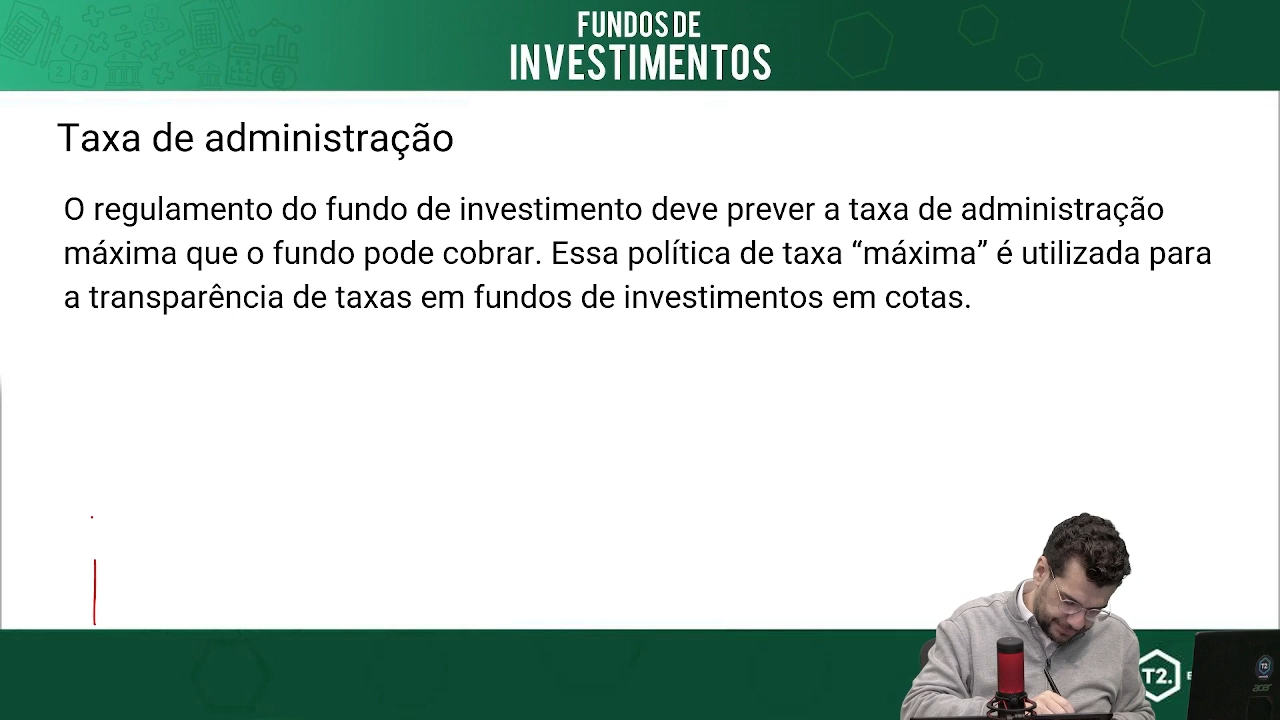 FUNDOS DE
INVESTIMENTOS
Taxa de administração
O regulamento do fundo de investimento deve prever a taxa de administração
máxima que o fundo pode cobrar. Essa política de taxa “máxima” é utilizada para
a transparência de taxas em fundos de investimentos em cotas.
T2.
T2
acer